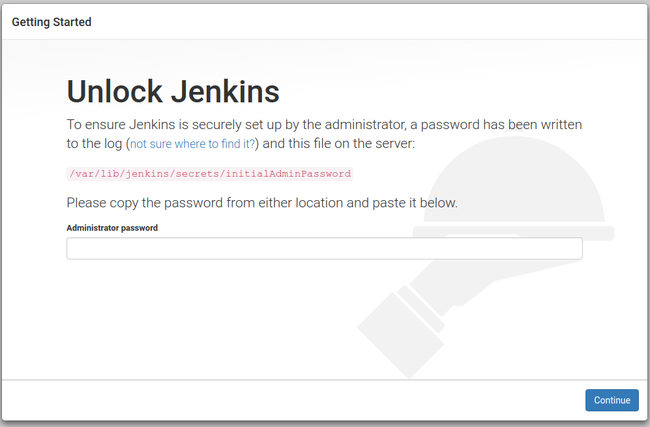 Getting Started
Unlock Jenkins
To ensure Jenkins is securely set up by the administrator, a password has been written
to the log (not sure where to find it?) and this file on the server:
/var/lib/jenkins/secrets/initialAdminPassword
Please copy the password from either location and paste it below.
Administrator password
Continue